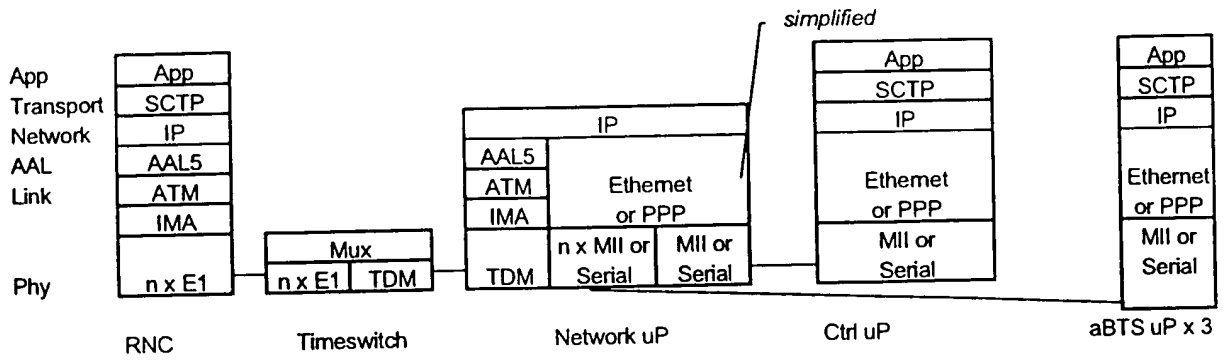 simplified
App
Transport
Network
AAL
Link
Phy
App
SCTP
IP
AAL5
ATM
IMA
n x E1
RNC
Mux
n x E1
TDM
Timeswitch
IP
AAL5
ATM
IMA
TDM
Ethernet
or PPP
n x MII or
Serial
MII or
Serial
Network uP
App
SCTP
IP
Ethernet
or PPP
MII or
Serial
Ctrl uP
App
SCTP
IP
Ethernet
or PPP
MII or
Serial
aBTS uP x 3